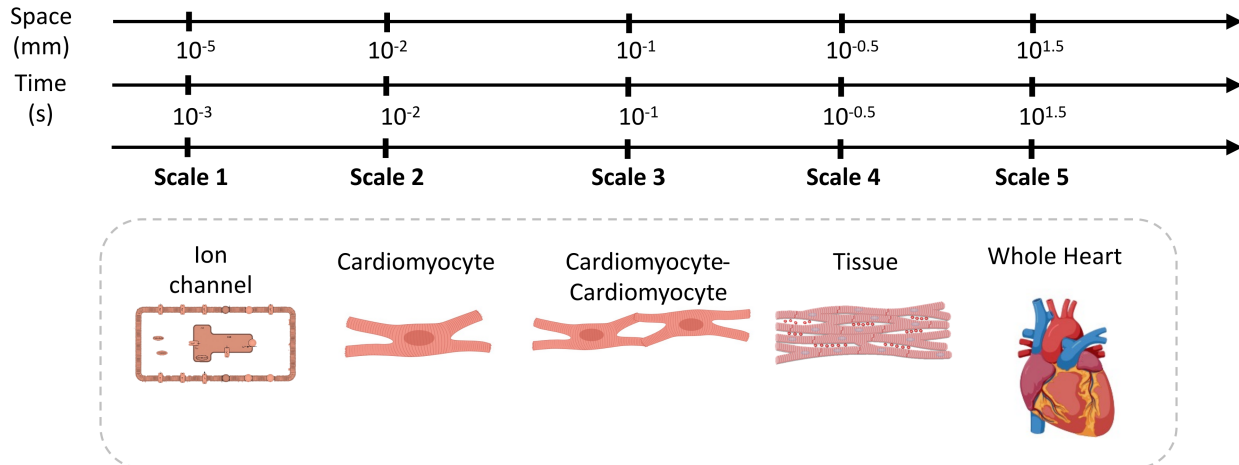 Space
(mm)
10-5 10-2 10-1 10-0.5 101.5
Time
(s)
10-3 10-2 10-1 10-0.5 101.5
Scale 1 Scale 2 Scale 3 Scale 4 Scale 5
Ion
channel
Cardiomyocyte
Cardiomyocyte-
Cardiomyocyte
Tissue
Whole Heart